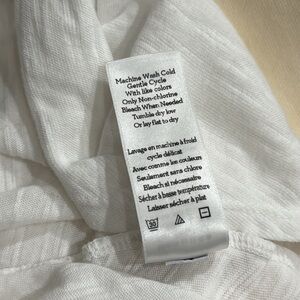 Machine Wash Cold
Gentle Cycle
With like colors
Only Non-chlorine
Bleach When Needed
Tumble dry low
Or lay flat to dry
Lavage en machine à froid
cycle délicat
Avec comme les couleurs
Seulement sans chlore
Bleach si nécessaire
Sécher à basse température
Laisser sécher à plat
30